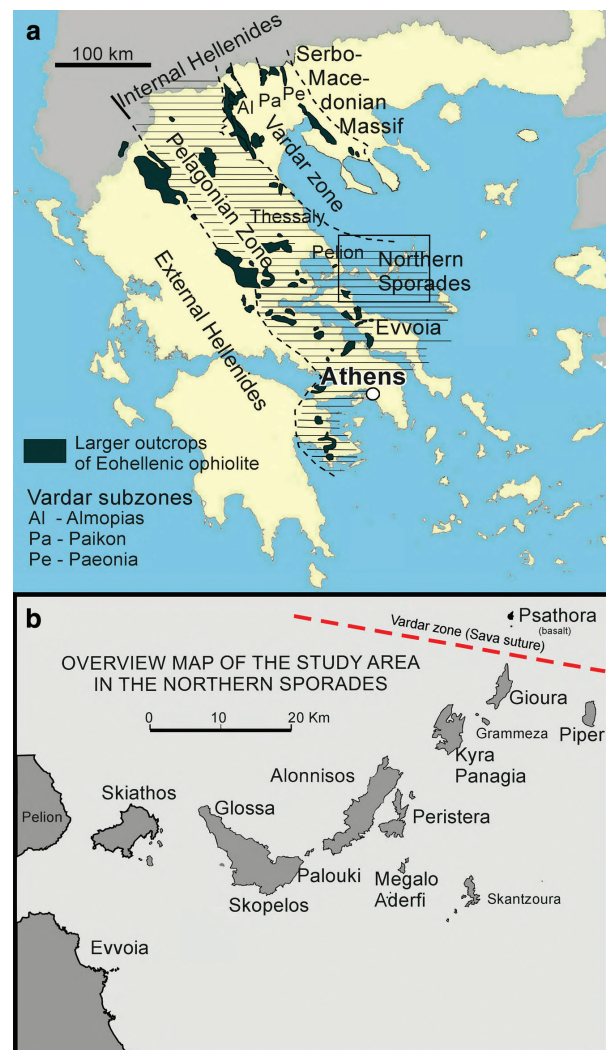 a
100 km
Internal Hellenides
Serbo-
Mace-
donian
Massif
Al
Pa
Pe
Vardar zone
Pelagonian Zone
Thessaly
Pelion
Northern
Sporades
External Hellenides
Evvoia
Athens
Larger outcrops
of Eohellenic ophiolite
Vardar subzones
Al - Almopias
Pa - Paikon
Pe - Paeonia
b
Psathora
(basalt)
Vardar zone (Sava suture)
OVERVIEW MAP OF THE STUDY AREA
IN THE NORTHERN SPORADES
0 10 20 Km
Gioura
Grammeza
Piper
Kyra
Panagia
Alonnisos
Skiathos
Glossa
Peristera
Pelion
Palouki
Megalo
Aderfi
Skantzoura
Skopelos
Evvoia